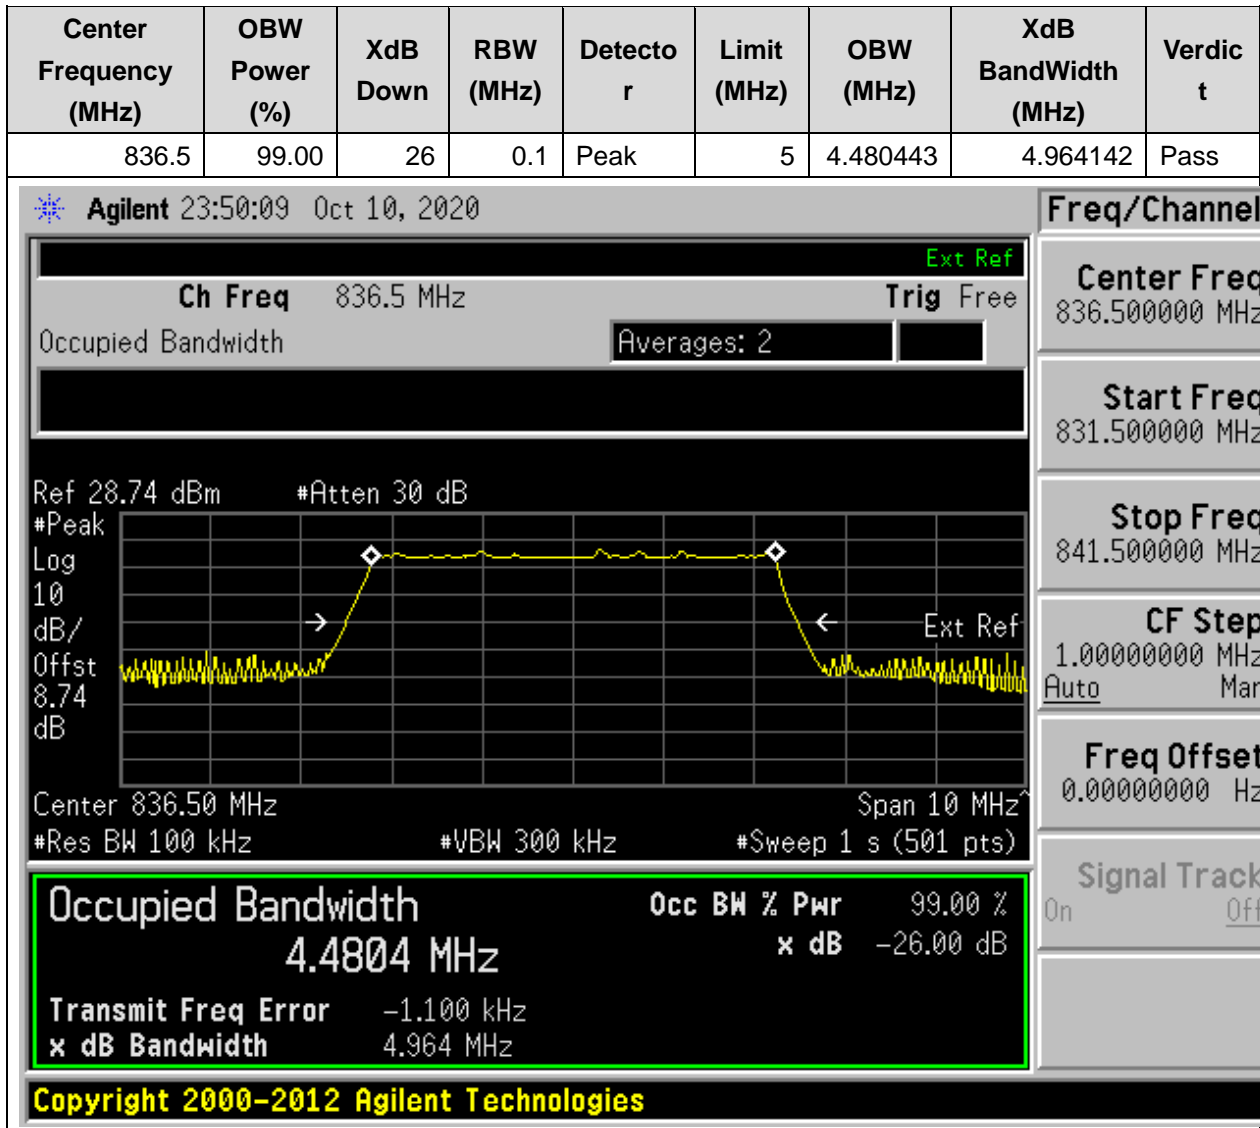 Center Frequency (MHz) OBW Power (%) XdB Down RBW (MHz) Detecto r Limit (MHz) OBW (MHz) XdB BandWidth (MHz) Verdic t
836.5 99.00 26 0.1 Peak 5 4.480443 4.964142 Pass
Agilent 23:50:09 Oct 10, 2020
Freq/Channel
Ext Ref
Ch Freq 836.5 MHz Trig Free
Occupied Bandwidth Averages: 2
Center Freq
836.500000 MHz
Start Freq
831.500000 MHz
Stop Freq
841.500000 MHz
CF Step
1.00000000 MHz
Auto Man
Freq Offset
0.00000000 Hz
Signal Track
On Off
Ref 28.74 dBm #Atten 30 dB
#Peak
Log
10
dB/
Offst
8.74
dB
Ext Ref
Center 836.50 MHz Span 10 MHz^
#Res BW 100 kHz #VBW 300 kHz #Sweep 1 s (501 pts)
Occupied Bandwidth Occ BW % Pwr 99.00 %
4.4804 MHz x dB -26.00 dB
Transmit Freq Error -1.100 kHz
x dB Bandwidth 4.964 MHz
Copyright 2000-2012 Agilent Technologies